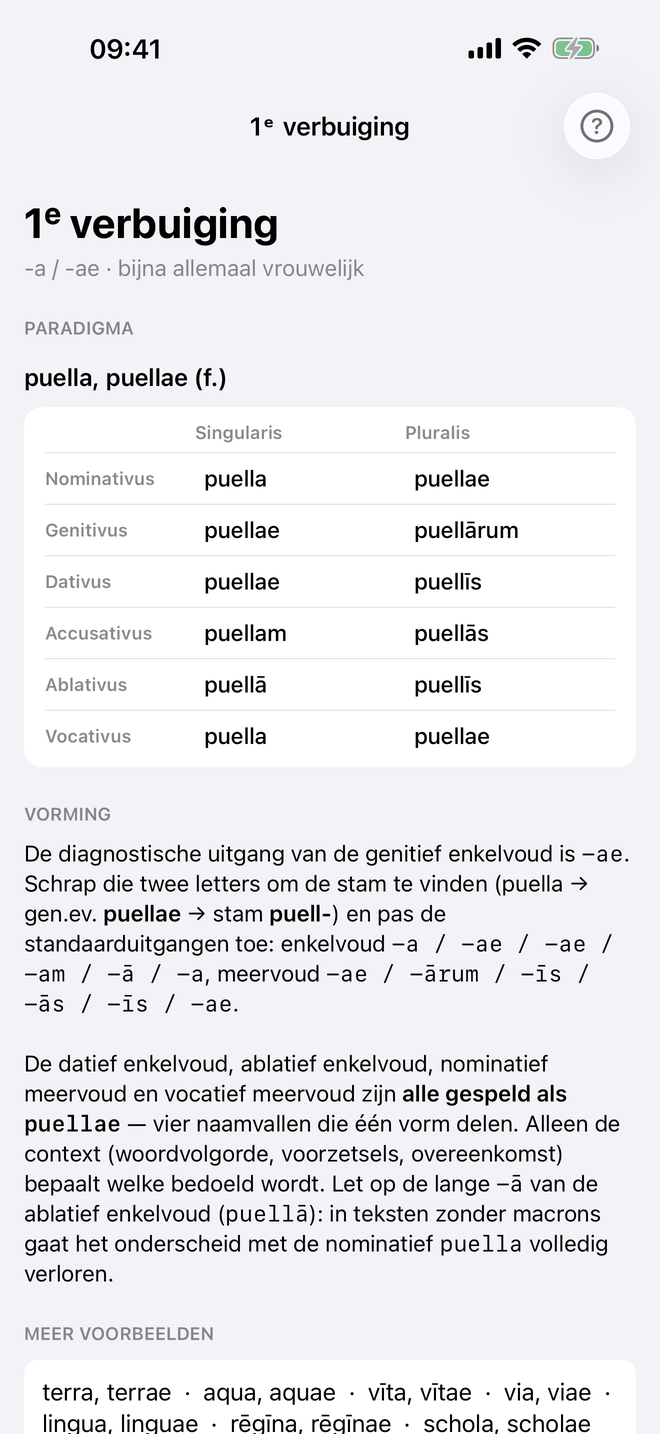 09:41
1ᵉ verbuiging
1ᵉ verbuiging
-a / -ae · bijna allemaal vrouwelijk
PARADIGMA
puella, puellae (f.)
Singularis Pluralis
Nominativus puella puellae
Genitivus puellae puellārum
Dativus puellae puellīs
Accusativus puellam puellās
Ablativus puellā puellīs
Vocativus puella puellae
VORMING
De diagnostische uitgang van de genitief enkelvoud is –ae.
Schrap die twee letters om de stam te vinden (puella →
gen.ev. puellae → stam puell-) en pas de
standaarduitgangen toe: enkelvoud –a / –ae / –ae /
–am / –ā / –a, meervoud –ae / –ārum / –īs /
–ās / –īs / –ae.
De datief enkelvoud, ablatief enkelvoud, nominatief
meervoud en vocatief meervoud zijn alle gespeld als
puellae — vier naamvallen die één vorm delen. Alleen de
context (woordvolgorde, voorzetsels, overeenkomst)
bepaalt welke bedoeld wordt. Let op de lange –ā van de
ablatief enkelvoud (puellā): in teksten zonder macrons
gaat het onderscheid met de nominatief puella volledig
verloren.
MEER VOORBEELDEN
terra, terrae · aqua, aquae · vīta, vītae · via, viae ·
lingua, linguae · rēgīna, rēgīnae · schola, scholae